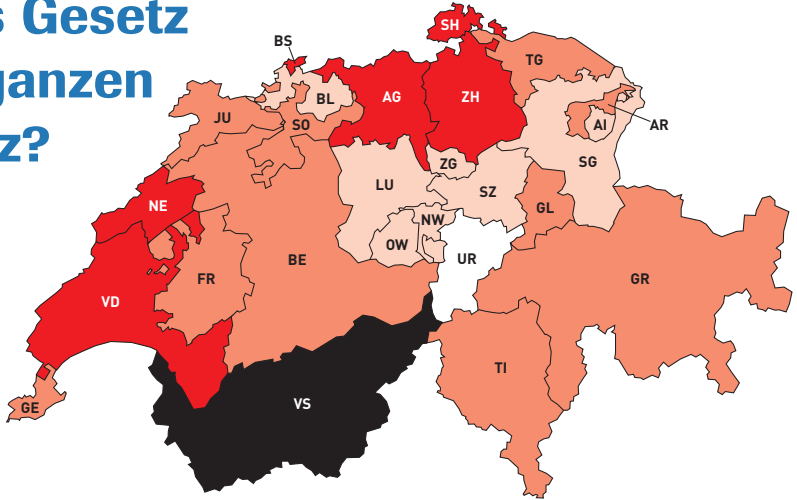 s Gesetz
ganzen
z?
SH
BS
TG
BL
AG
ZH
JU
SO
AI
AR
ZG
SG
LU
SZ
NE
GL
NW
OW
UR
BE
FR
GR
VD
TI
VS
GE